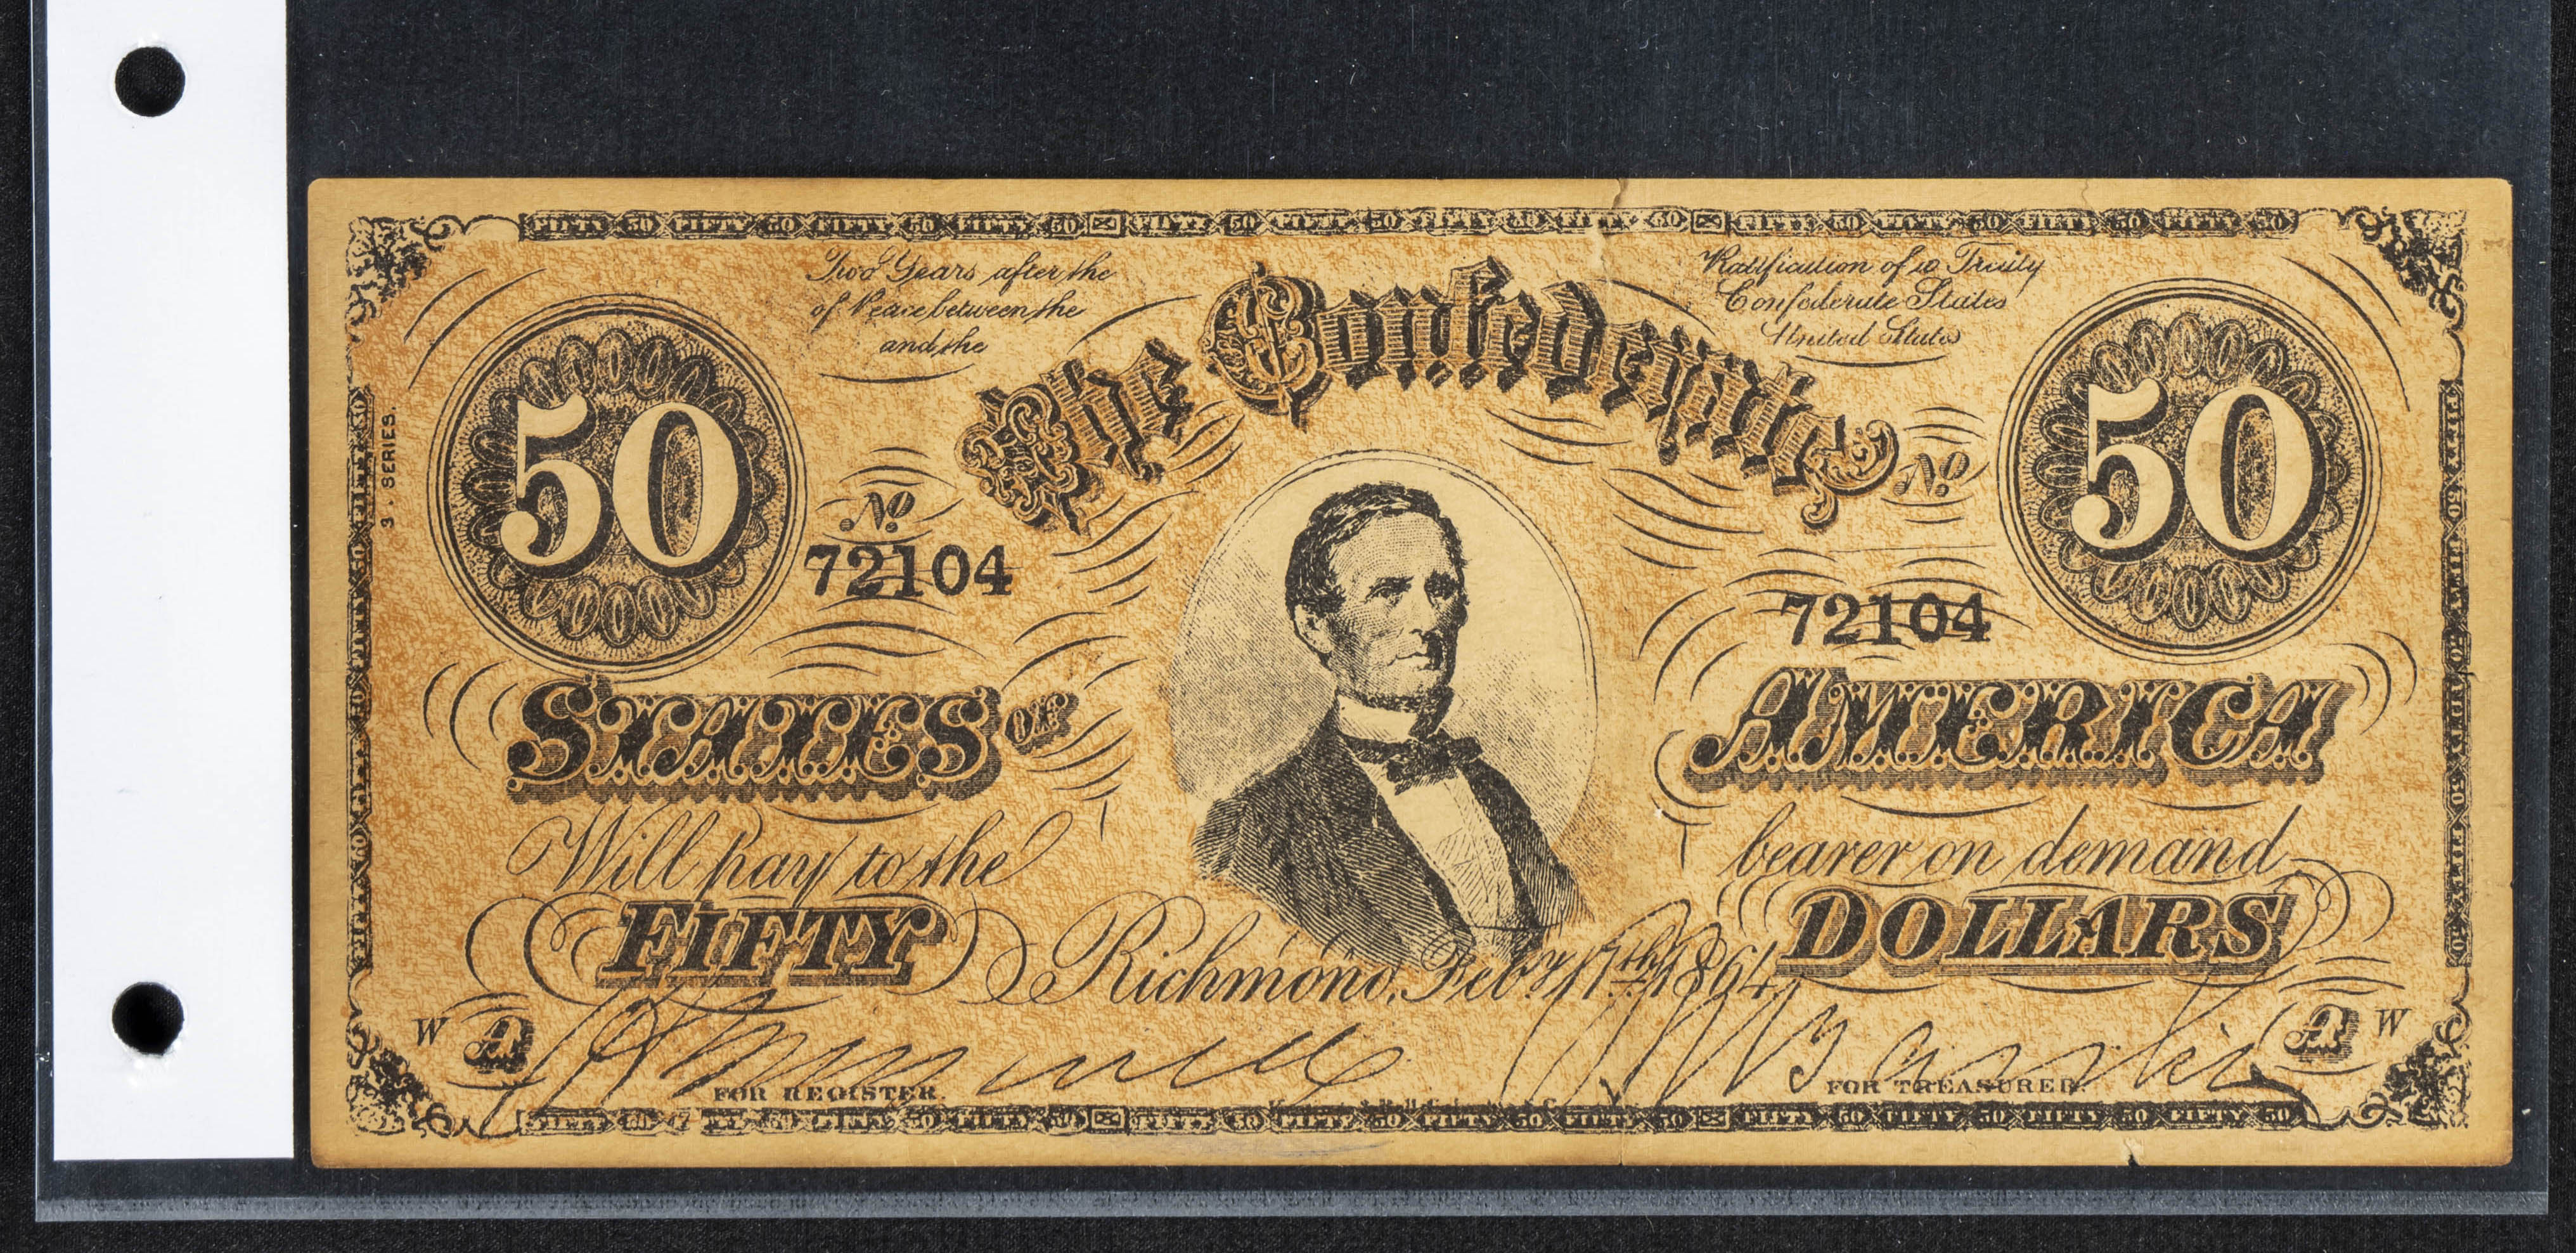 Two Years after the
of Peace between the
and the
Ratification of a Treaty
Confederate States
United States
The Confederate
50
50
3. SERIES.
No.
72104
No.
72104
STATES OF
AMERICA
Will pay to the
bearer on demand
FIFTY
DOLLARS
Richmond, Feby. 17th 1864
W A
A W
FOR REGISTER.
FOR TREASURER.